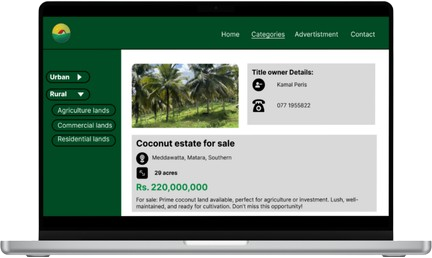 Home Categories Advertistment Contact
Urban
Rural
Agriculture lands
Commercial lands
Residential lands
Title owner Details:
Kamal Peris
077 1955822
Coconut estate for sale
Meddawatta, Matara, Southern
29 acres
Rs. 220,000,000
For sale: Prime coconut land available, perfect for agriculture or investment. Lush, well-
maintained, and ready for cultivation. Don't miss this opportunity!